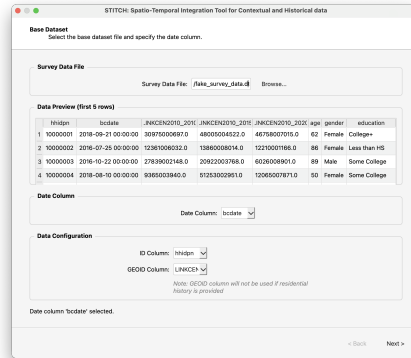 STITCH: Spatio-Temporal Integration Tool for Contextual and Historical data
Base Dataset
Select the base dataset file and specify the date column.
Survey Data File
Survey Data File: /fake_survey_data.dt Browse...
Data Preview (first 5 rows)
hhidpn bcdate .INKCEN2010_2010 .INKCEN2010_2015 .INKCEN2010_2020 age gender education
1 10000001 2018-09-21 00:00:00 30975000697.0 48005004522.0 46758007015.0 62 Female College+
2 10000002 2016-07-25 00:00:00 12361006032.0 13860008014.0 12210001166.0 86 Female Less than HS
3 10000003 2016-10-22 00:00:00 27839002148.0 20922003768.0 6026008901.0 89 Male Some College
4 10000004 2018-08-10 00:00:00 9365003940.0 51253002951.0 12065007871.0 50 Female Some College
Date Column
Date Column: bcdate
Data Configuration
ID Column: hhidpn
GEOID Column: LINKCEN
Note: GEOID column will not be used if residential
history is provided
Date column 'bcdate' selected.
< Back Next >